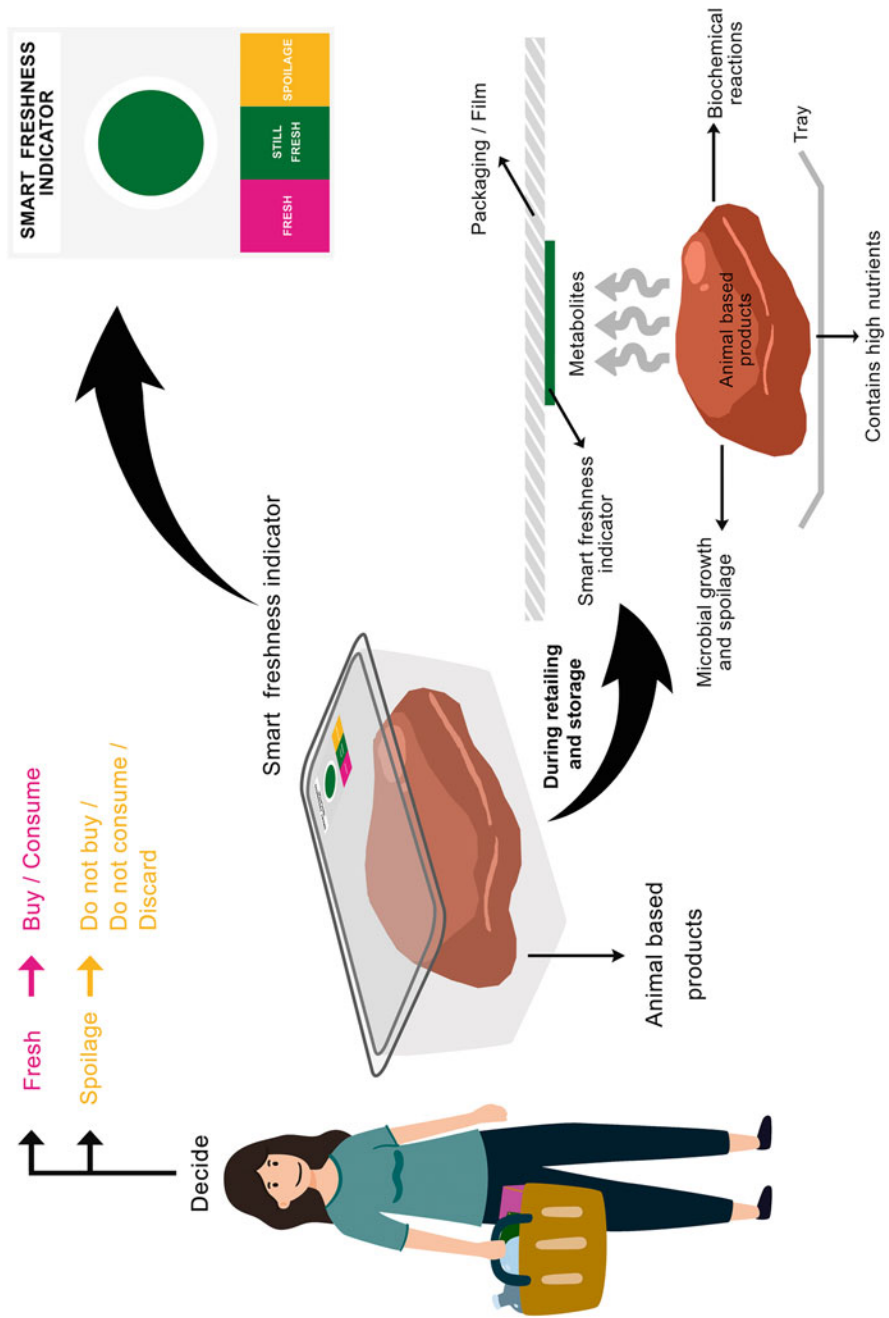 Decide
Fresh
Buy / Consume
Spoilage
Do not buy /
Do not consume /
Discard
Smart freshness indicator
SMART FRESHNESS
INDICATOR
FRESH
STILL
FRESH
SPOILAGE
Animal based
products
During retailing
and storage
Packaging / Film
Smart freshness
indicator
Metabolites
Animal based
products
Microbial growth
and spoilage
Biochemical
reactions
Tray
Contains high nutrients